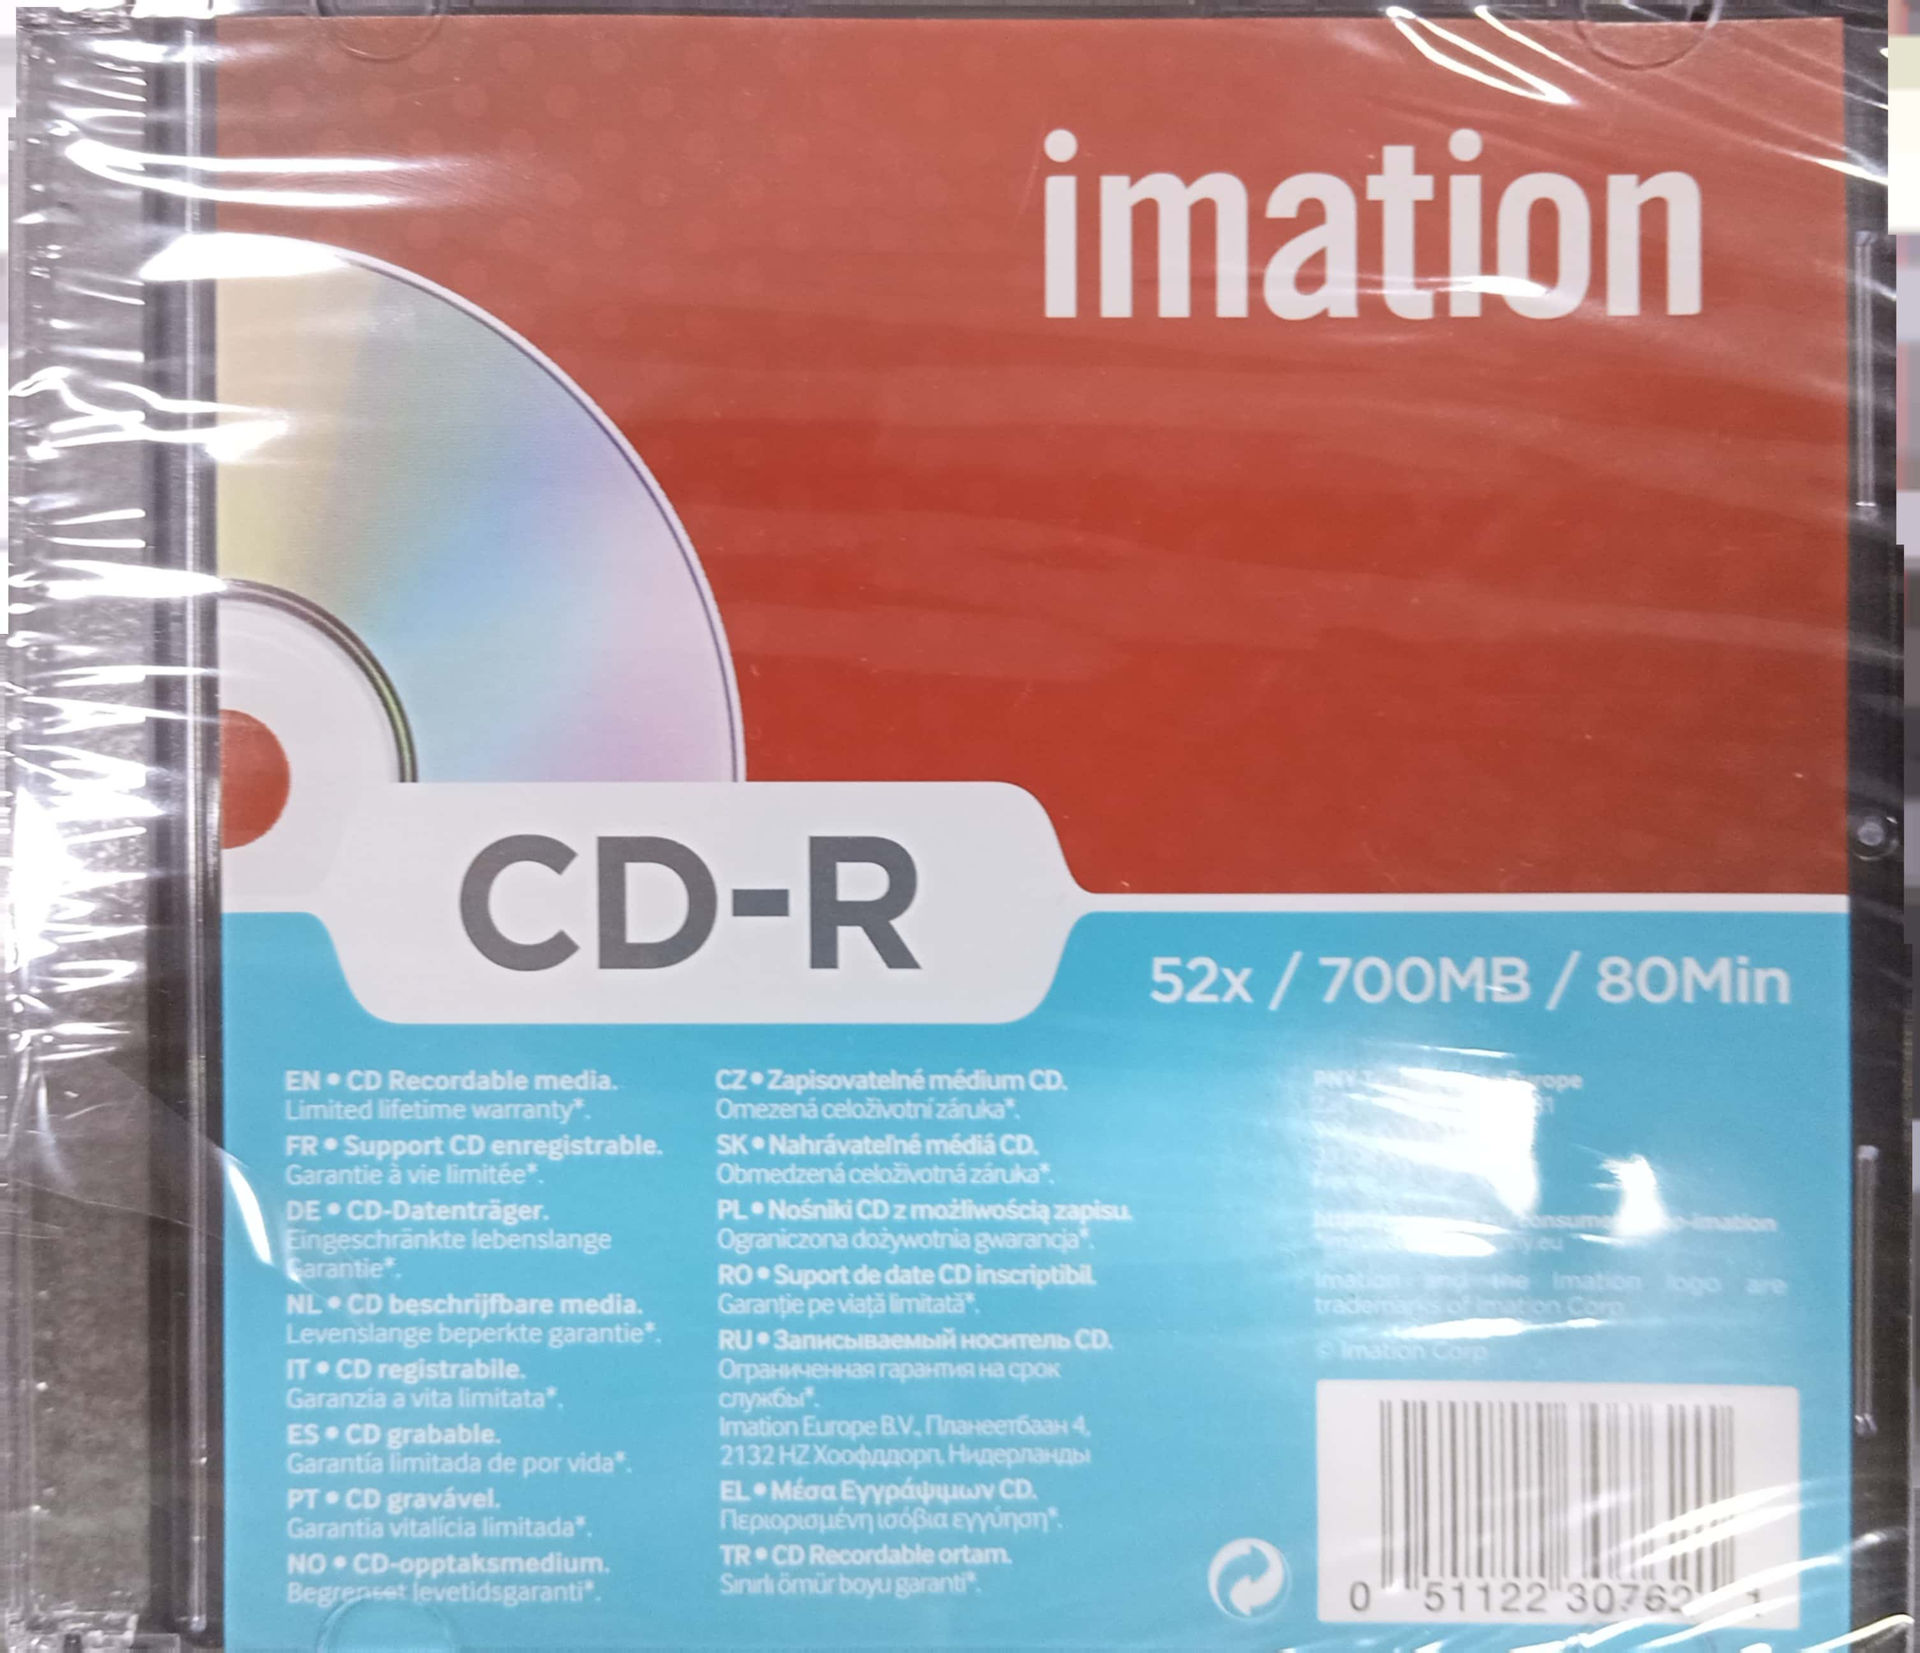 imation
CD-R
52x / 700MB / 80Min
EN • CD Recordable media.
Limited lifetime warranty*.
FR • Support CD enregistrable.
Garantie à vie limitée*.
DE • CD-Datenträger.
Eingeschränkte lebenslange
Garantie*.
NL • CD beschrijfbare media.
Levenslange beperkte garantie*.
IT • CD registrabile.
Garanzia a vita limitata*.
ES • CD grabable.
Garantía limitada de por vida*.
PT • CD gravável.
Garantia vitalícia limitada*.
NO • CD-opptaksmedium.
Begrenset levetidsgaranti*.
CZ • Zapisovatelné médium CD.
Omezená celoživotní záruka*.
SK • Nahrávateľné médiá CD.
Obmedzená celoživotná záruka*.
PL • Nośniki CD z możliwością zapisu.
Ograniczona dożywotnia gwarancja*.
RO • Suport de date CD inscriptibil.
Garanție pe viață limitată*.
RU • Записываемый носитель CD.
Ограниченная гарантия на срок
службы*.
Imation Europe B.V., Планеетбаан 4,
2132 HZ Хоофддорп, Нидерланды
EL • Μέσα Εγγράψιμων CD.
Περιορισμένη ισόβια εγγύηση*.
TR • CD Recordable ortam.
Sınırlı ömür boyu garanti*.
PNY Europe
Imation and the Imation logo are
trademarks of Imation Corp
© Imation Corp
0 51122 30762 1